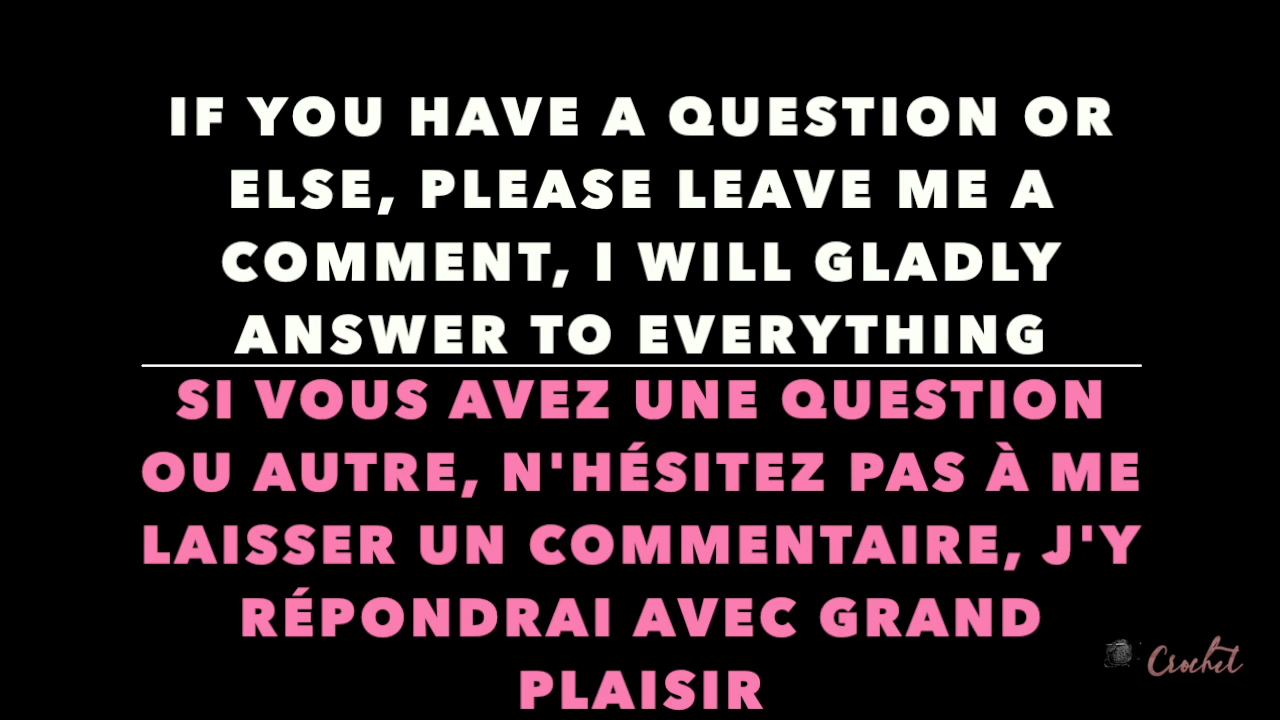 IF YOU HAVE A QUESTION OR
ELSE, PLEASE LEAVE ME A
COMMENT, I WILL GLADLY
ANSWER TO EVERYTHING
SI VOUS AVEZ UNE QUESTION
OU AUTRE, N'HÉSITEZ PAS À ME
LAISSER UN COMMENTAIRE, J'Y
RÉPONDRAI AVEC GRAND
PLAISIR
Crochet